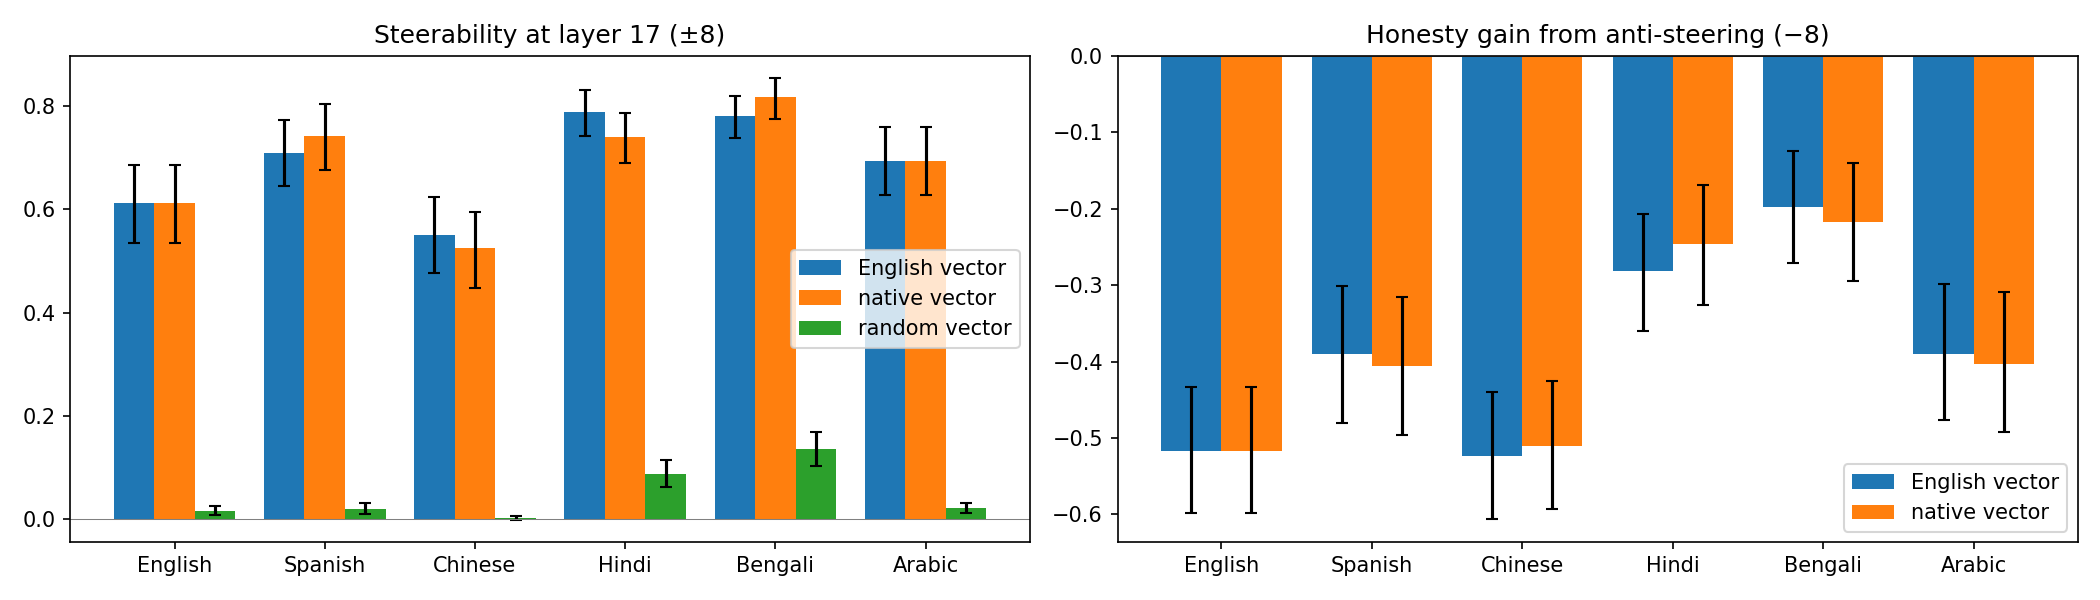 Steerability at layer 17 (±8)
0.8
0.6
0.4
0.2
0.0
English vector
native vector
random vector
English Spanish Chinese Hindi Bengali Arabic
Honesty gain from anti-steering (−8)
0.0
−0.1
−0.2
−0.3
−0.4
−0.5
−0.6
English vector
native vector
English Spanish Chinese Hindi Bengali Arabic